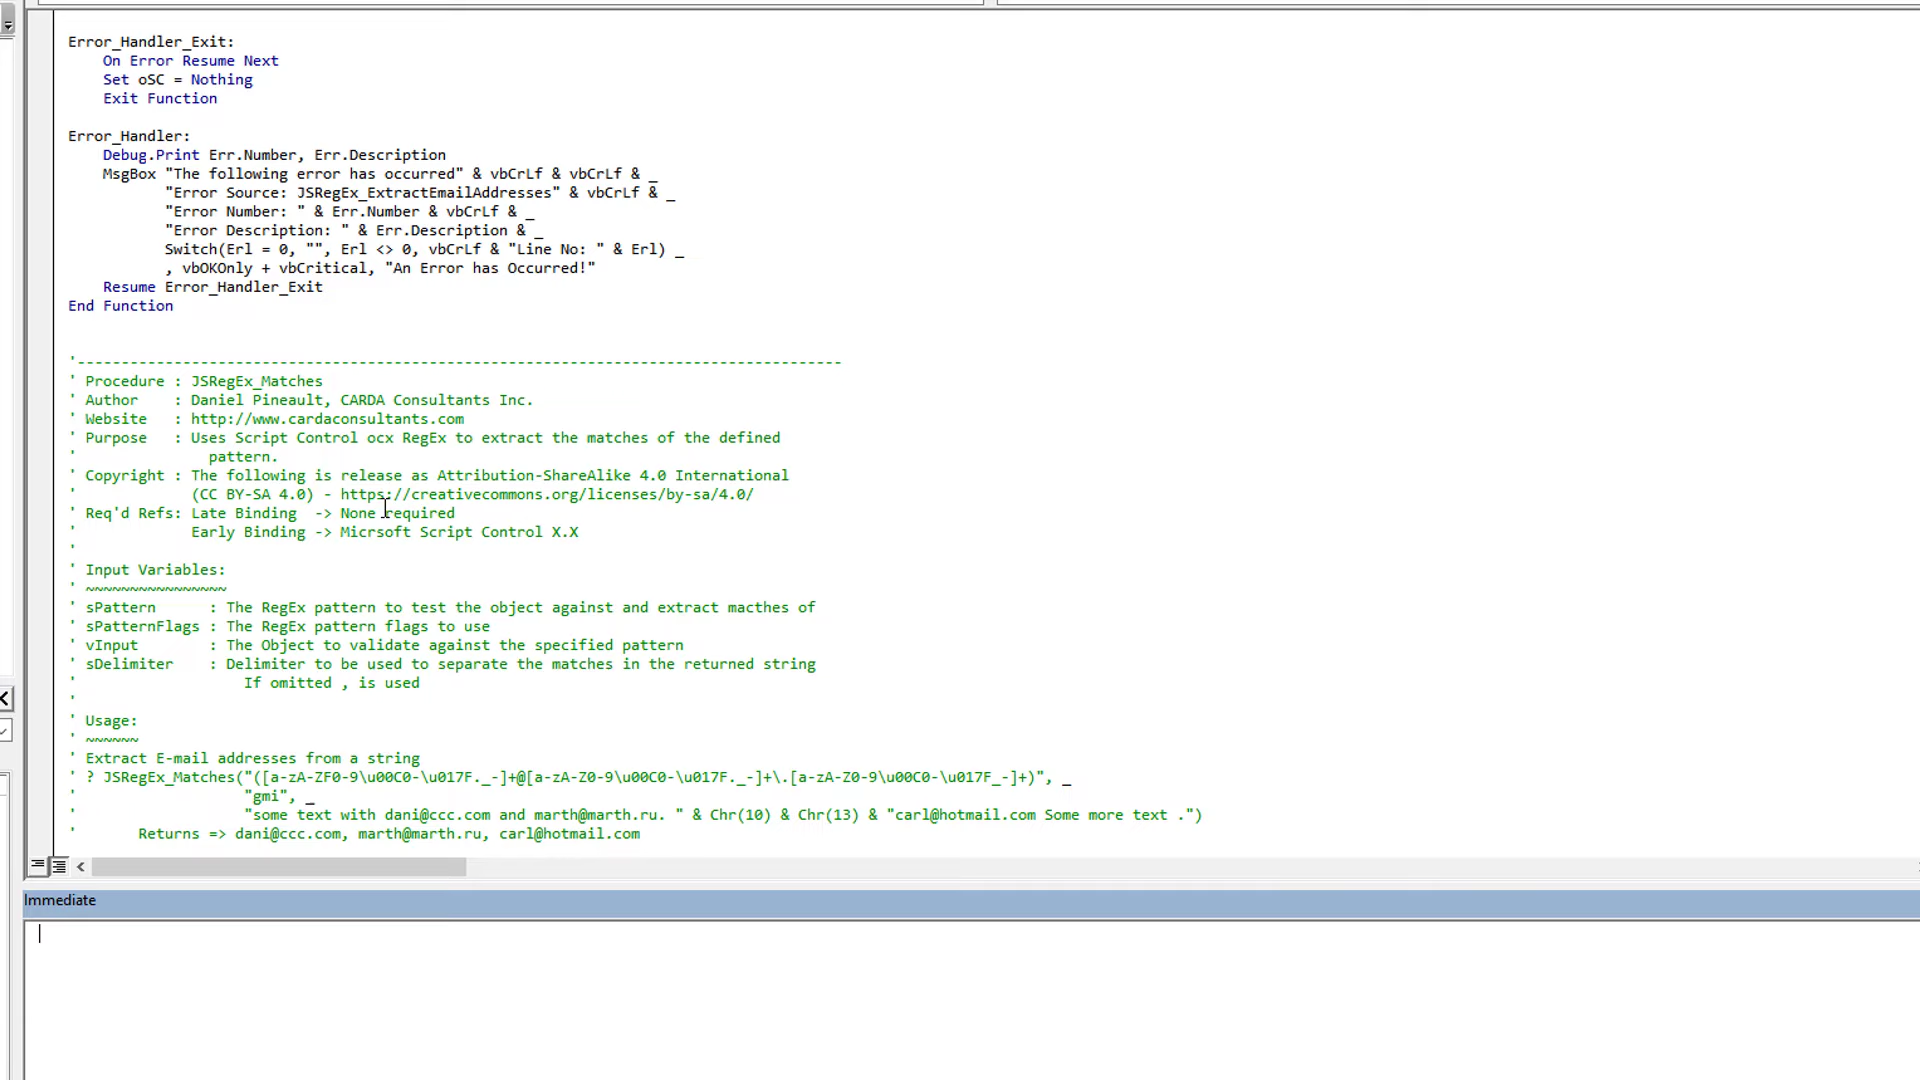 Error_Handler_Exit:
    On Error Resume Next
    Set oSC = Nothing
    Exit Function
Error_Handler:
    Debug.Print Err.Number, Err.Description
    MsgBox "The following error has occurred" & vbCrLf & vbCrLf & _
           "Error Source: JSRegEx_ExtractEmailAddresses" & vbCrLf & _
           "Error Number: " & Err.Number & vbCrLf & _
           "Error Description: " & Err.Description & _
           Switch(Erl = 0, "", Erl <> 0, vbCrLf & "Line No: " & Erl) _
           , vbOKOnly + vbCritical, "An Error has Occurred!"
    Resume Error_Handler_Exit
End Function
'---------------------------------------------------------------------------------------
' Procedure : JSRegEx_Matches
' Author    : Daniel Pineault, CARDA Consultants Inc.
' Website   : http://www.cardaconsultants.com
' Purpose   : Uses Script Control ocx RegEx to extract the matches of the defined
'               pattern.
' Copyright : The following is release as Attribution-ShareAlike 4.0 International
'             (CC BY-SA 4.0) - https://creativecommons.org/licenses/by-sa/4.0/
' Req'd Refs: Late Binding  -> None required
'             Early Binding -> Micrsoft Script Control X.X
'
' Input Variables:
' ~~~~~~~~~~~~~~~~
' sPattern      : The RegEx pattern to test the object against and extract macthes of
' sPatternFlags : The RegEx pattern flags to use
' vInput        : The Object to validate against the specified pattern
' sDelimiter    : Delimiter to be used to separate the matches in the returned string
'                   If omitted , is used
'
' Usage:
' ~~~~~~
' Extract E-mail addresses from a string
' ? JSRegEx_Matches("([a-zA-ZF0-9\u00C0-\u017F._-]+@[a-zA-Z0-9\u00C0-\u017F._-]+\.[a-zA-Z0-9\u00C0-\u017F_-]+)", _
'                   "gmi", _
'                   "some text with dani@ccc.com and marth@marth.ru. " & Chr(10) & Chr(13) & "carl@hotmail.com Some more text .")
'       Returns => dani@ccc.com, marth@marth.ru, carl@hotmail.com
Immediate